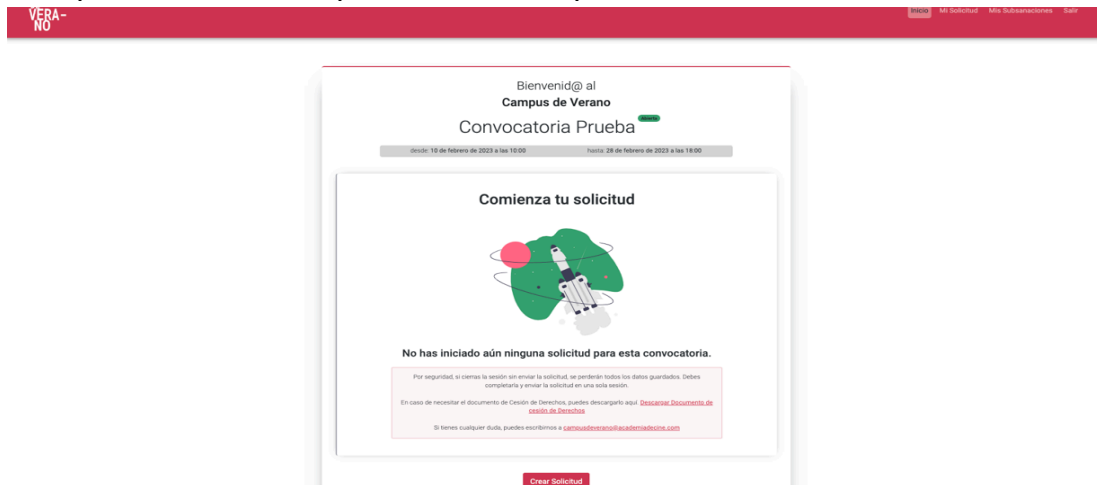 VERA-
NO
Inicio Mi Solicitud Mis Subsanaciones Salir
Bienvenid@ al
Campus de Verano
Convocatoria Prueba Abierta
desde: 10 de febrero de 2023 a las 10:00 hasta: 28 de febrero de 2023 a las 18:00
Comienza tu solicitud
No has iniciado aún ninguna solicitud para esta convocatoria.
Por seguridad, si cierras la sesión sin enviar la solicitud, se perderán todos los datos guardados. Debes
completarla y enviar la solicitud en una sola sesión.
En caso de necesitar el documento de Cesión de Derechos, puedes descargarlo aquí: Descargar Documento de
cesión de Derechos
Si tienes cualquier duda, puedes escribirnos a campusdeverano@academiadecine.com
Crear Solicitud